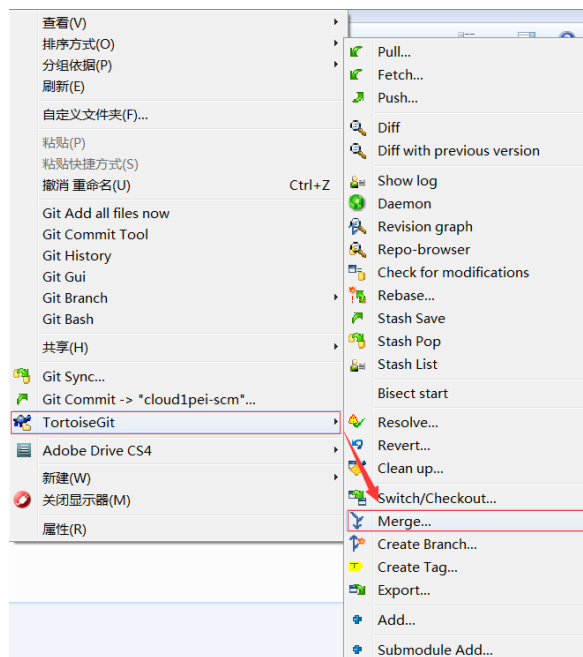 查看(V)
排序方式(O)
分组依据(P)
刷新(E)
自定义文件夹(F)...
粘贴(P)
粘贴快捷方式(S)
撤消 重命名(U) Ctrl+Z
Git Add all files now
Git Commit Tool
Git History
Git Gui
Git Branch
Git Bash
共享(H)
Git Sync...
Git Commit -> "cloud1pei-scm"...
TortoiseGit
Adobe Drive CS4
新建(W)
关闭显示器(M)
属性(R)
Pull...
Fetch...
Push...
Diff
Diff with previous version
Show log
Daemon
Revision graph
Repo-browser
Check for modifications
Rebase...
Stash Save
Stash Pop
Stash List
Bisect start
Resolve...
Revert...
Clean up...
Switch/Checkout...
Merge...
Create Branch...
Create Tag...
Export...
Add...
Submodule Add...